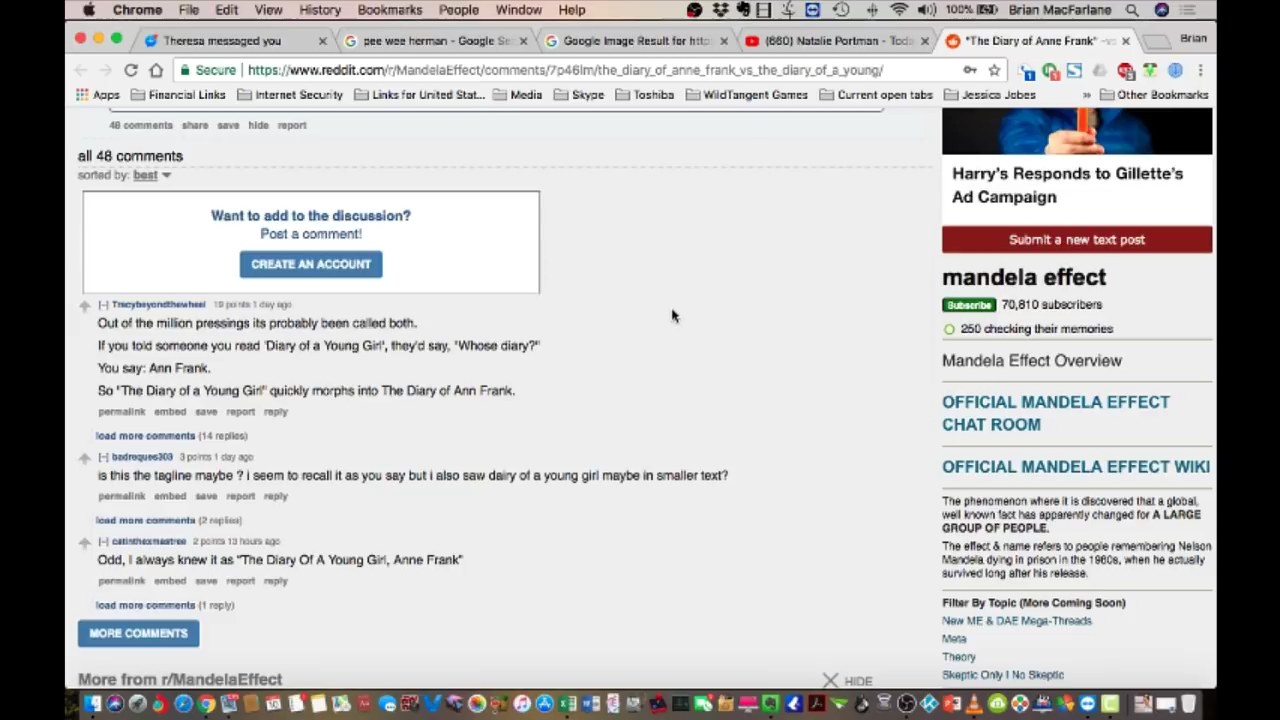 Chrome File Edit View History Bookmarks People Window Help 100% Brian MacFarlane
Theresa messaged you
pee wee herman - Google Se
Google Image Result for http:
(660) Natalie Portman - Toda
"The Diary of Anne Frank"
Brian
Secure https://www.reddit.com/r/MandelaEffect/comments/7p46lm/the_diary_of_anne_frank_vs_the_diary_of_a_young/
Apps Financial Links Internet Security Links for United Stat... Media Skype Toshiba WildTangent Games Current open tabs Jessica Jobes » Other Bookmarks
48 comments share save hide report
all 48 comments
sorted by: best
Want to add to the discussion?
Post a comment!
CREATE AN ACCOUNT
[-] Tracybeyondthewheel 19 points 1 day ago
Out of the million pressings its probably been called both.
If you told someone you read 'Diary of a Young Girl', they'd say, "Whose diary?"
You say: Ann Frank.
So "The Diary of a Young Girl" quickly morphs into The Diary of Ann Frank.
permalink embed save report reply
load more comments (14 replies)
[-] badreques303 3 points 1 day ago
is this the tagline maybe ? i seem to recall it as you say but i also saw dairy of a young girl maybe in smaller text?
permalink embed save report reply
load more comments (2 replies)
[-] catinthexmastree 2 points 13 hours ago
Odd, I always knew it as "The Diary Of A Young Girl, Anne Frank"
permalink embed save report reply
load more comments (1 reply)
MORE COMMENTS
More from r/MandelaEffect
HIDE
Harry's Responds to Gillette's
Ad Campaign
Submit a new text post
mandela effect
Subscribe 70,810 subscribers
250 checking their memories
Mandela Effect Overview
OFFICIAL MANDELA EFFECT
CHAT ROOM
OFFICIAL MANDELA EFFECT WIKI
The phenomenon where it is discovered that a global,
well known fact has apparently changed for A LARGE
GROUP OF PEOPLE.
The effect & name refers to people remembering Nelson
Mandela dying in prison in the 1980s, when he actually
survived long after his release.
Filter By Topic (More Coming Soon)
New ME & DAE Mega-Threads
Meta
Theory
Skeptic Only I No Skeptic